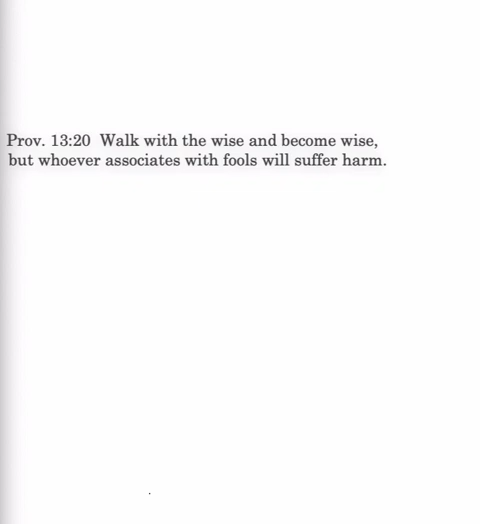 Prov. 13:20 Walk with the wise and become wise,
but whoever associates with fools will suffer harm.